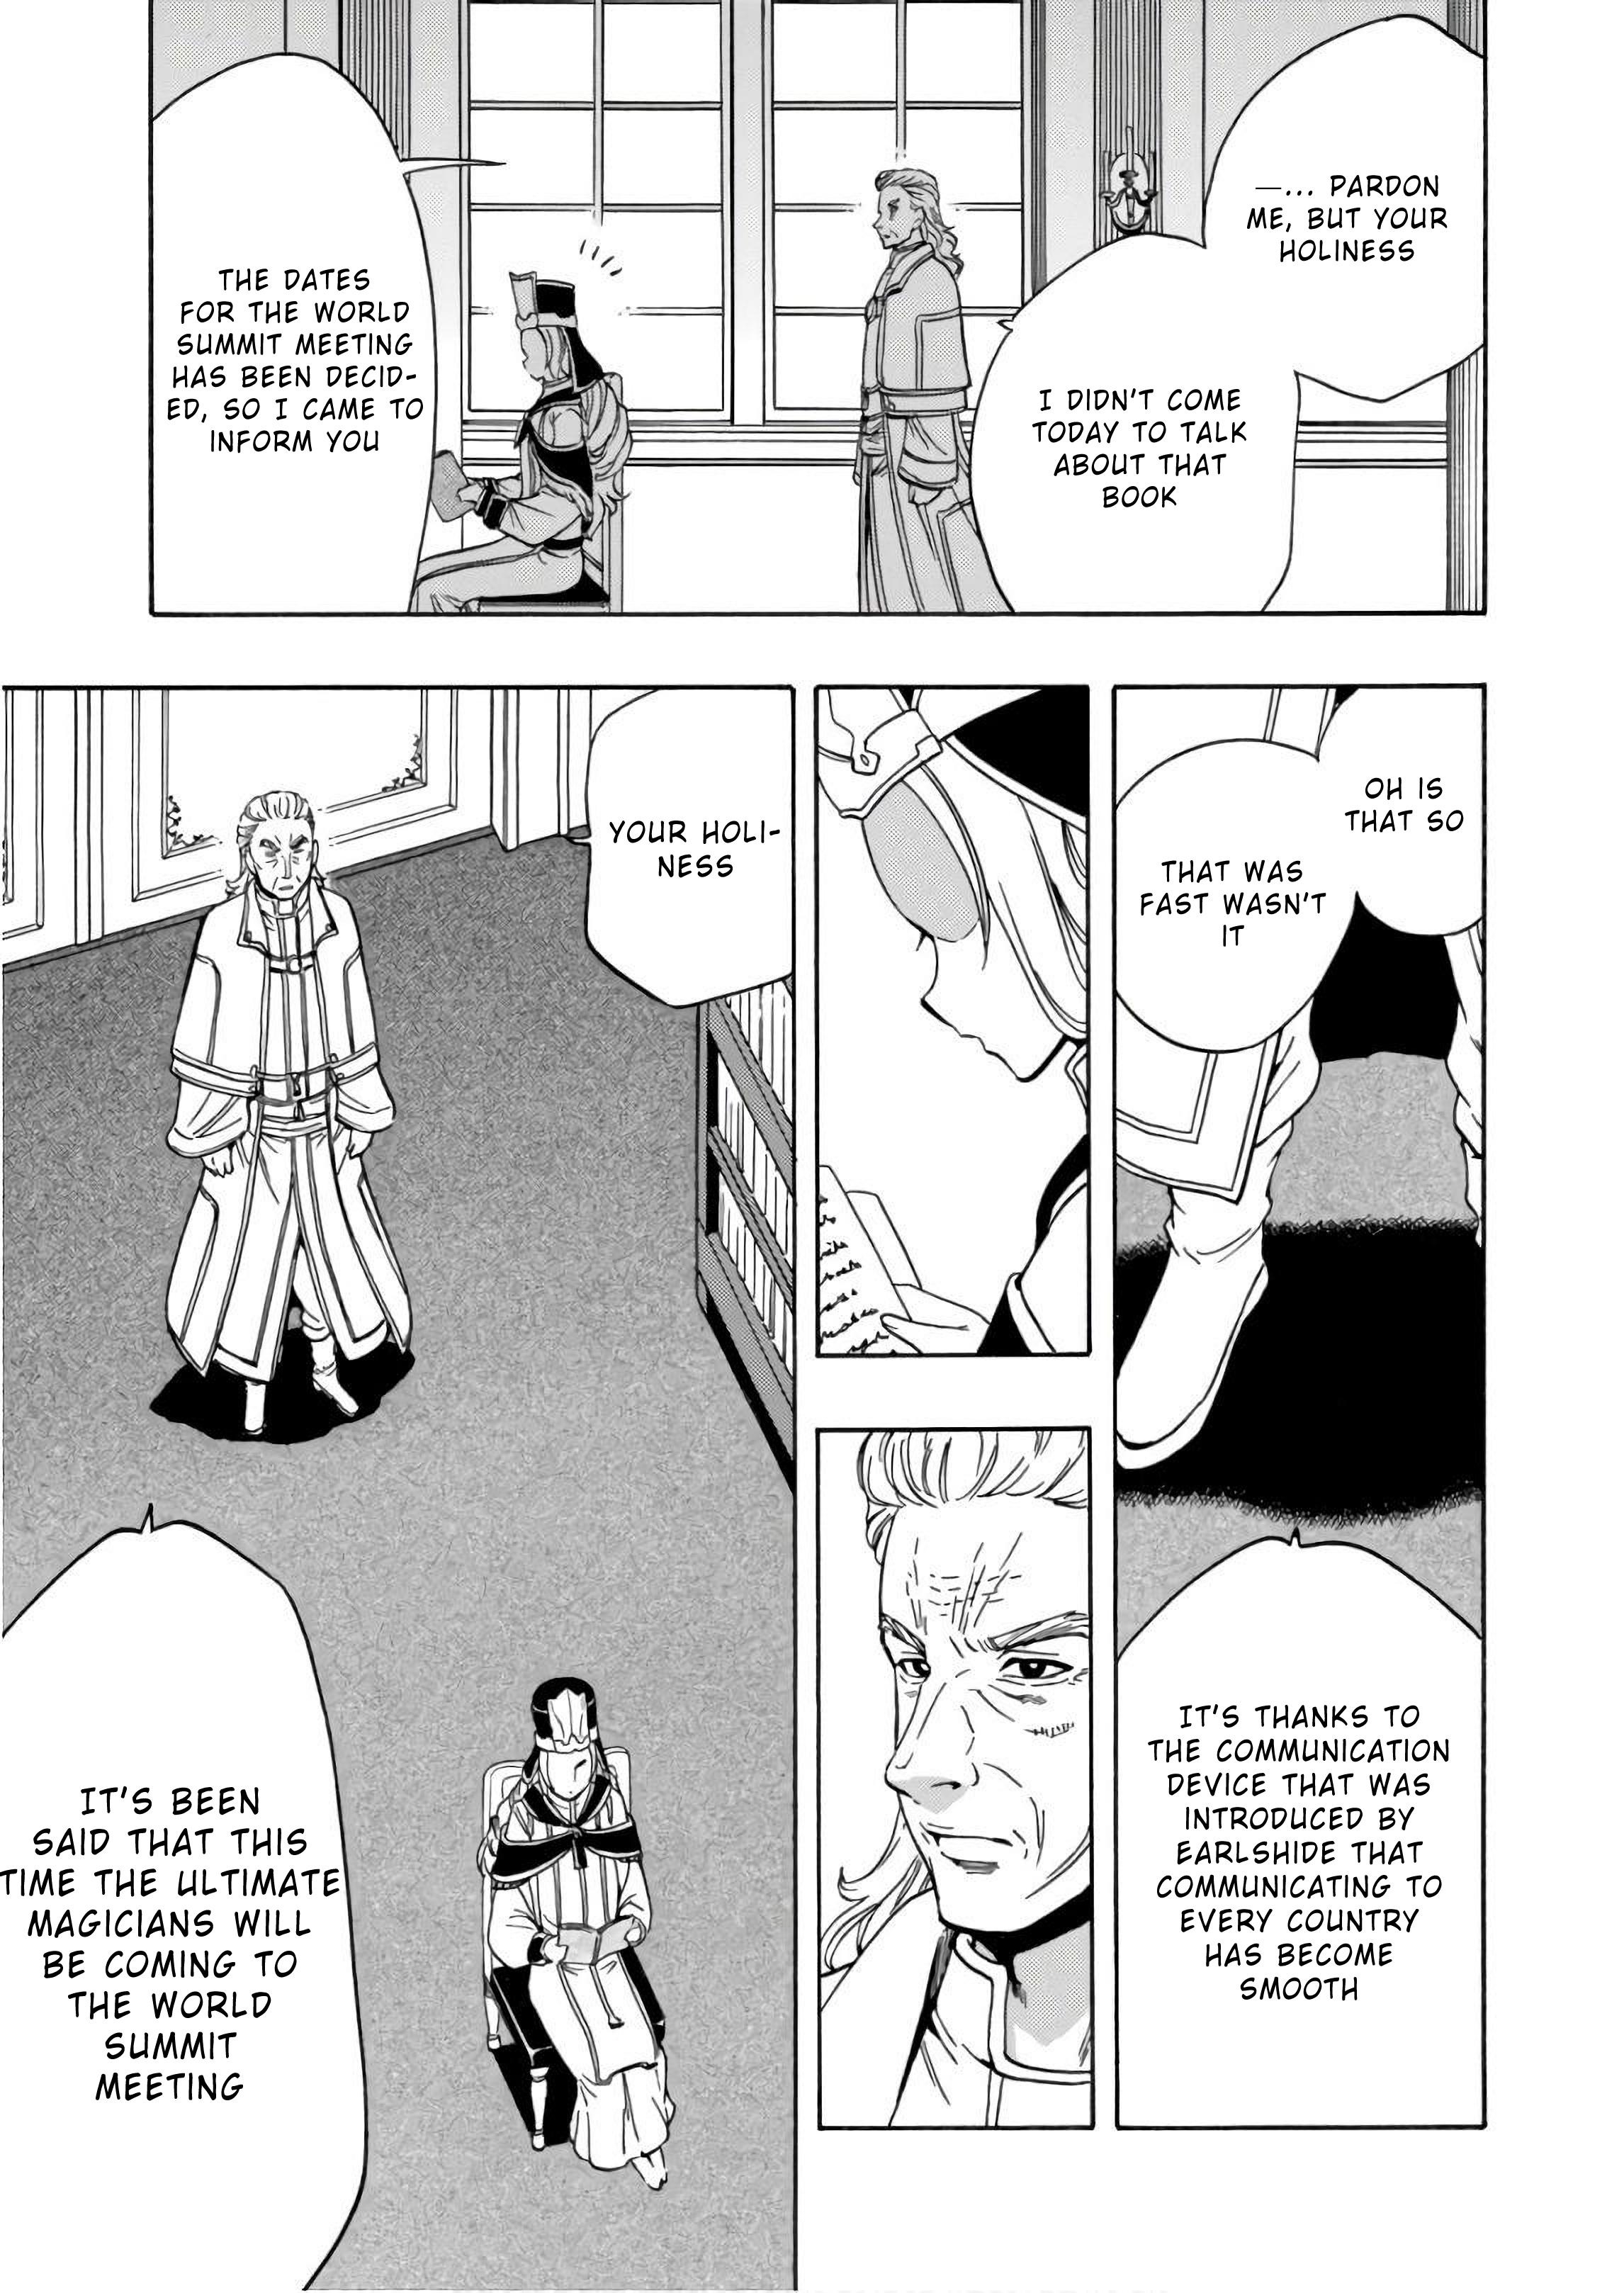 —... PARDON
ME, BUT YOUR
HOLINESS
I DIDN'T COME
TODAY TO TALK
ABOUT THAT
BOOK
THE DATES
FOR THE WORLD
SUMMIT MEETING
HAS BEEN DECID-
ED, SO I CAME TO
INFORM YOU
OH IS
THAT SO
THAT WAS
FAST WASN'T
IT
IT'S THANKS TO
THE COMMUNICATION
DEVICE THAT WAS
INTRODUCED BY
EARLSHIDE THAT
COMMUNICATING TO
EVERY COUNTRY
HAS BECOME
SMOOTH
YOUR HOLI-
NESS
IT'S BEEN
SAID THAT THIS
TIME THE ULTIMATE
MAGICIANS WILL
BE COMING TO
THE WORLD
SUMMIT
MEETING